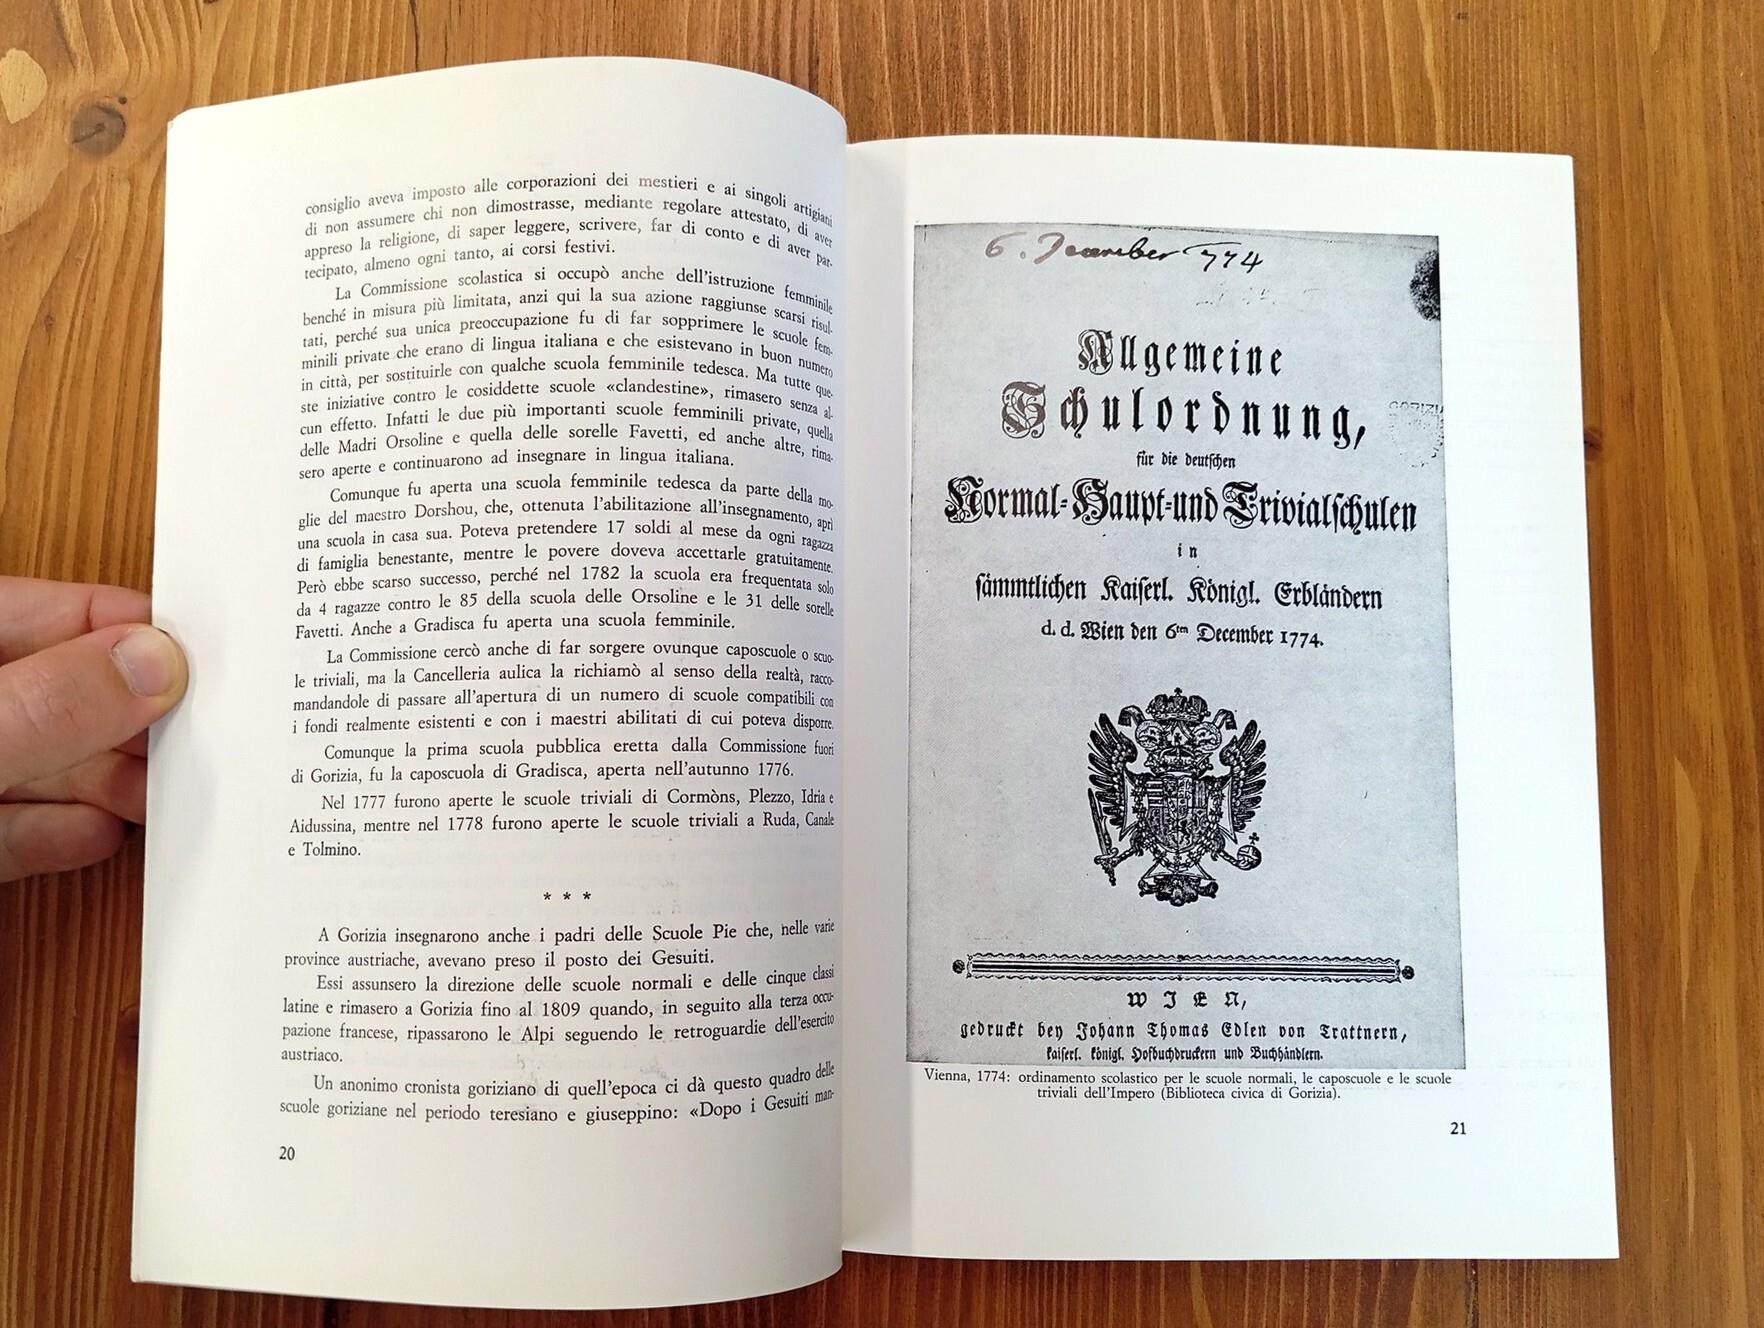 consiglio aveva imposto alle corporazioni dei mestieri e ai singoli artigiani
di non assumere chi non dimostrasse, mediante regolare attestato, di aver
appreso la religione, di saper leggere, scrivere, far di conto e di aver par-
tecipato, almeno ogni tanto, ai corsi festivi.
La Commissione scolastica si occupò anche dell'istruzione femminile
benché in misura più limitata, anzi qui la sua azione raggiunse scarsi risul-
tati, perché sua unica preoccupazione fu di far sopprimere le scuole fem-
minili private che erano di lingua italiana e che esistevano in buon numero
in città, per sostituirle con qualche scuola femminile tedesca. Ma tutte que-
ste iniziative contro le cosiddette scuole «clandestine», rimasero senza al-
cun effetto. Infatti le due più importanti scuole femminili private, quella
delle Madri Orsoline e quella delle sorelle Favetti, ed anche altre, rima-
sero aperte e continuarono ad insegnare in lingua italiana.
Comunque fu aperta una scuola femminile tedesca da parte della mo-
glie del maestro Dorshou, che, ottenuta l'abilitazione all'insegnamento, aprì
una scuola in casa sua. Poteva pretendere 17 soldi al mese da ogni ragazza
di famiglia benestante, mentre le povere doveva accettarle gratuitamente.
Però ebbe scarso successo, perché nel 1782 la scuola era frequentata solo
da 4 ragazze contro le 85 della scuola delle Orsoline e le 31 delle sorelle
Favetti. Anche a Gradisca fu aperta una scuola femminile.
La Commissione cercò anche di far sorgere ovunque caposcuole o scuo-
le triviali, ma la Cancelleria aulica la richiamò al senso della realtà, racco-
mandandole di passare all'apertura di un numero di scuole compatibili con
i fondi realmente esistenti e con i maestri abilitati di cui poteva disporre.
Comunque la prima scuola pubblica eretta dalla Commissione fuori
di Gorizia, fu la caposcuola di Gradisca, aperta nell'autunno 1776.
Nel 1777 furono aperte le scuole triviali di Cormòns, Plezzo, Idria e
Aidussina, mentre nel 1778 furono aperte le scuole triviali a Ruda, Canale
e Tolmino.
* * *
A Gorizia insegnarono anche i padri delle Scuole Pie che, nelle varie
province austriache, avevano preso il posto dei Gesuiti.
Essi assunsero la direzione delle scuole normali e delle cinque classi
latine e rimasero a Gorizia fino al 1809 quando, in seguito alla terza occu-
pazione francese, ripassarono le Alpi seguendo le retroguardie dell'esercito
austriaco.
Un anonimo cronista goriziano di quell'epoca ci dà questo quadro delle
scuole goriziane nel periodo teresiano e giuseppino: «Dopo i Gesuiti man-
20
6. December 774
Allgemeine
Schulordnung,
für die deutschen
Normal-Haupt-und Trivialschulen
in
sämmtlichen Kaiserl. Königl. Erbländern
d. d. Wien den 6ten December 1774.
WIEN,
gedruckt bey Johann Thomas Edlen von Trattnern,
kaiserl. königl. Hofbuchdruckern und Buchhändlern.
Vienna, 1774: ordinamento scolastico per le scuole normali, le caposcuole e le scuole
triviali dell'Impero (Biblioteca civica di Gorizia).
21